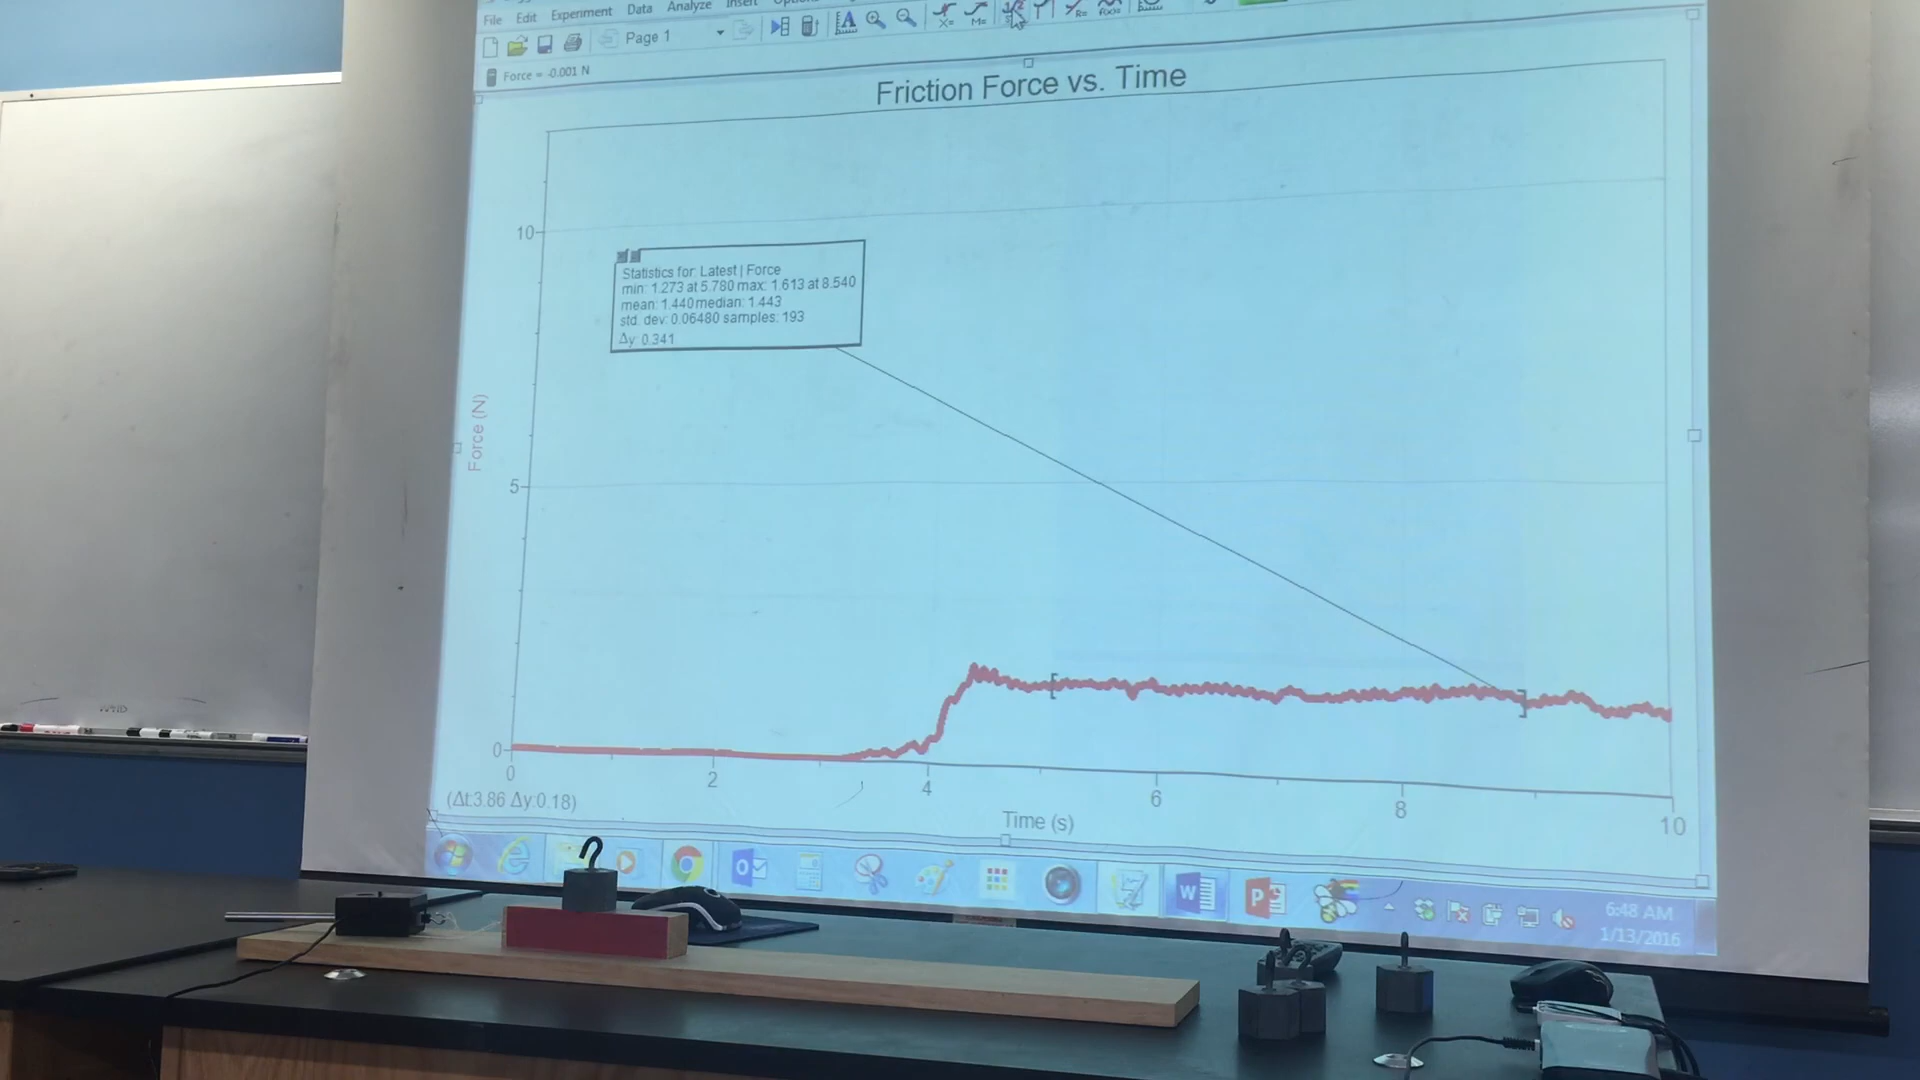 File Edit Experiment Data Analyze Insert
Page 1
X= M= R= f(x)=
Force = -0.001 N
Friction Force vs. Time
10
Statistics for: Latest | Force
min: 1.273 at 5.780 max: 1.613 at 8.540
mean: 1.440 median: 1.443
std. dev: 0.06480 samples: 193
Δy: 0.341
Force (N)
5
0
0 2 4 6 8 10
(Δt:3.86 Δy:0.18)
Time (s)
6:48 AM
1/13/2016